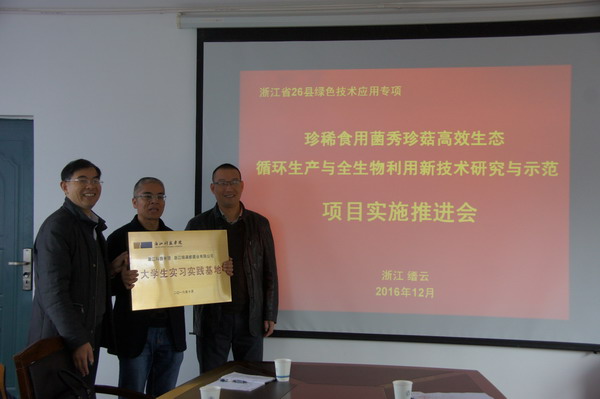 浙江省26县绿色技术应用专项
珍稀食用菌秀珍菇高效生态
循环生产与全生物利用新技术研究与示范
项目实施推进会
浙江 缙云
2016年12月
大学生实习实践基地